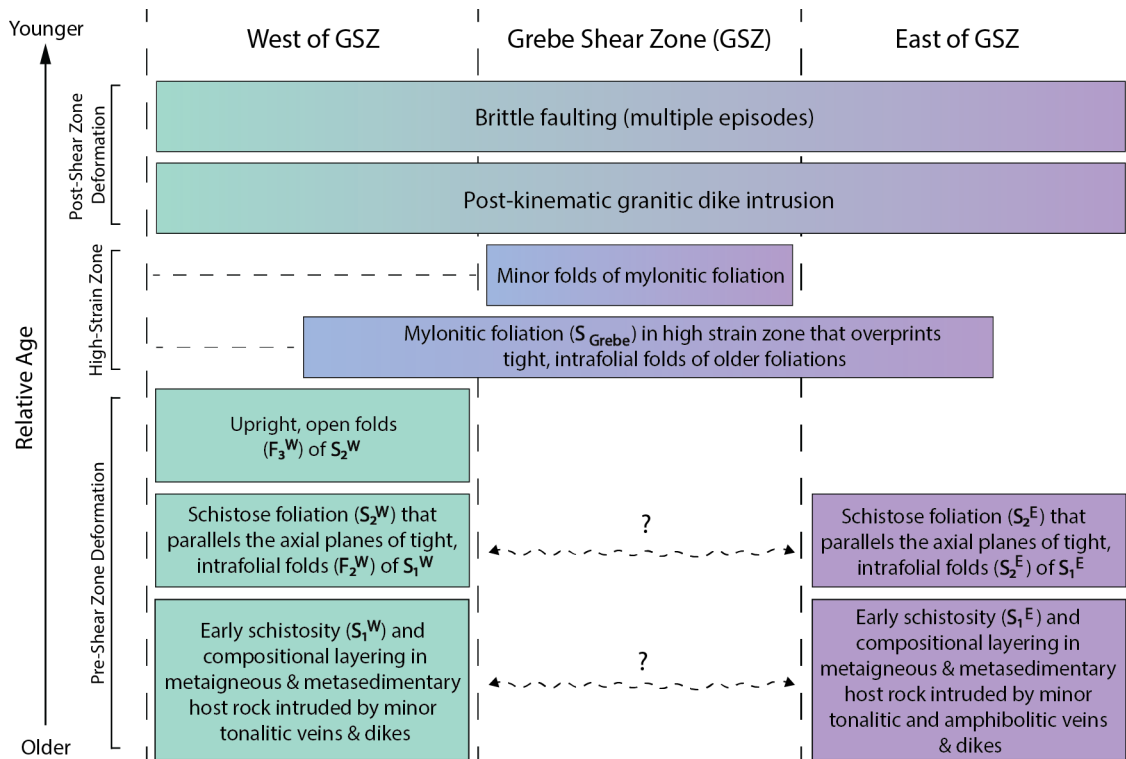 Younger
West of GSZ
Grebe Shear Zone (GSZ)
East of GSZ
Relative Age
Older
Post-Shear Zone
Deformation
Brittle faulting (multiple episodes)
Post-kinematic granitic dike intrusion
High-Strain Zone
Minor folds of mylonitic foliation
Mylonitic foliation (S Grebe) in high strain zone that overprints
tight, intrafolial folds of older foliations
Pre-Shear Zone Deformation
Upright, open folds
(F₃ᵂ) of S₂ᵂ
Schistose foliation (S₂ᵂ) that
parallels the axial planes of tight,
intrafolial folds (F₂ᵂ) of S₁ᵂ
?
Schistose foliation (S₂ᴱ) that
parallels the axial planes of tight,
intrafolial folds (S₂ᴱ) of S₁ᴱ
Early schistosity (S₁ᵂ) and
compositional layering in
metaigneous & metasedimentary
host rock intruded by minor
tonalitic veins & dikes
?
Early schistosity (S₁ᴱ) and
compositional layering in
metaigneous & metasedimentary
host rock intruded by minor
tonalitic and amphibolitic veins
& dikes